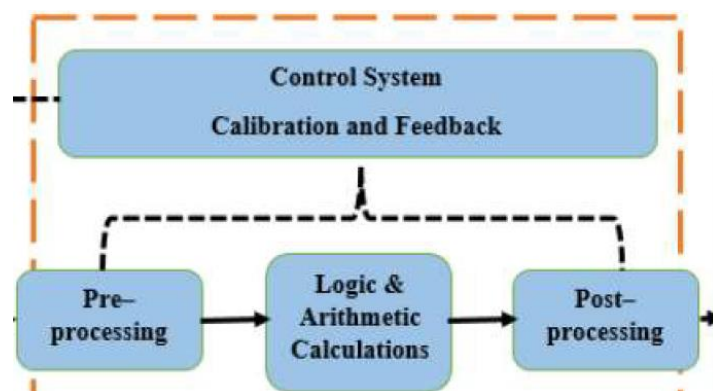 Control System
Calibration and Feedback
Pre–
processing
Logic &
Arithmetic
Calculations
Post–
processing